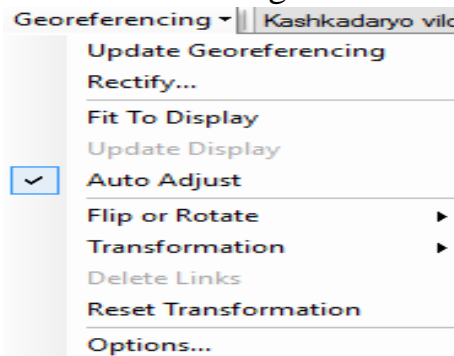 Georeferencing Kashkadaryo
Update Georeferencing
Rectify...
Fit To Display
Update Display
Auto Adjust
Flip or Rotate
Transformation
Delete Links
Reset Transformation
Options...